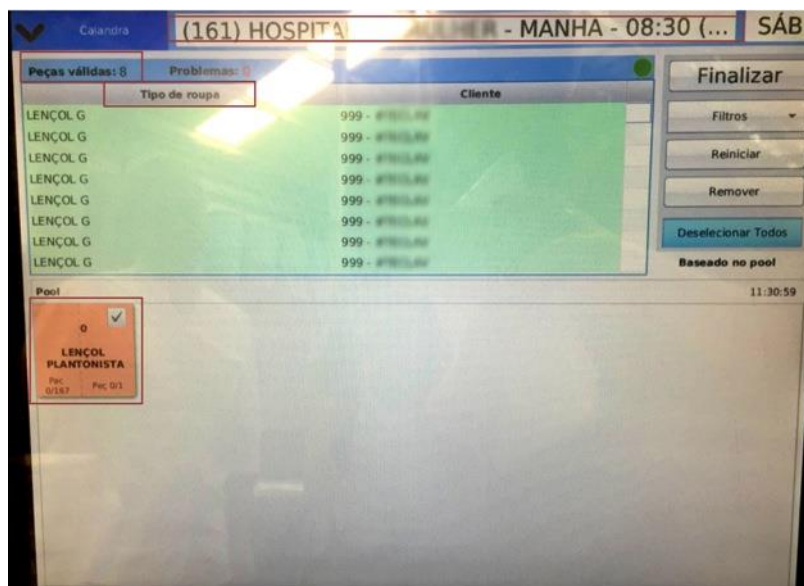 Calandra
(161) HOSPITA - MANHA - 08:30 (...
SÁB
Peças válidas: 8
Problemas: 0
Finalizar
Tipo de roupa
Cliente
LENÇOL G 999 -
LENÇOL G 999 -
LENÇOL G 999 -
LENÇOL G 999 -
LENÇOL G 999 -
LENÇOL G 999 -
LENÇOL G 999 -
LENÇOL G 999 -
Filtros
Reiniciar
Remover
Deselecionar Todos
Baseado no pool
Pool
11:30:59
0
LENÇOL
PLANTONISTA
Pec
0/167
Peç 0/1